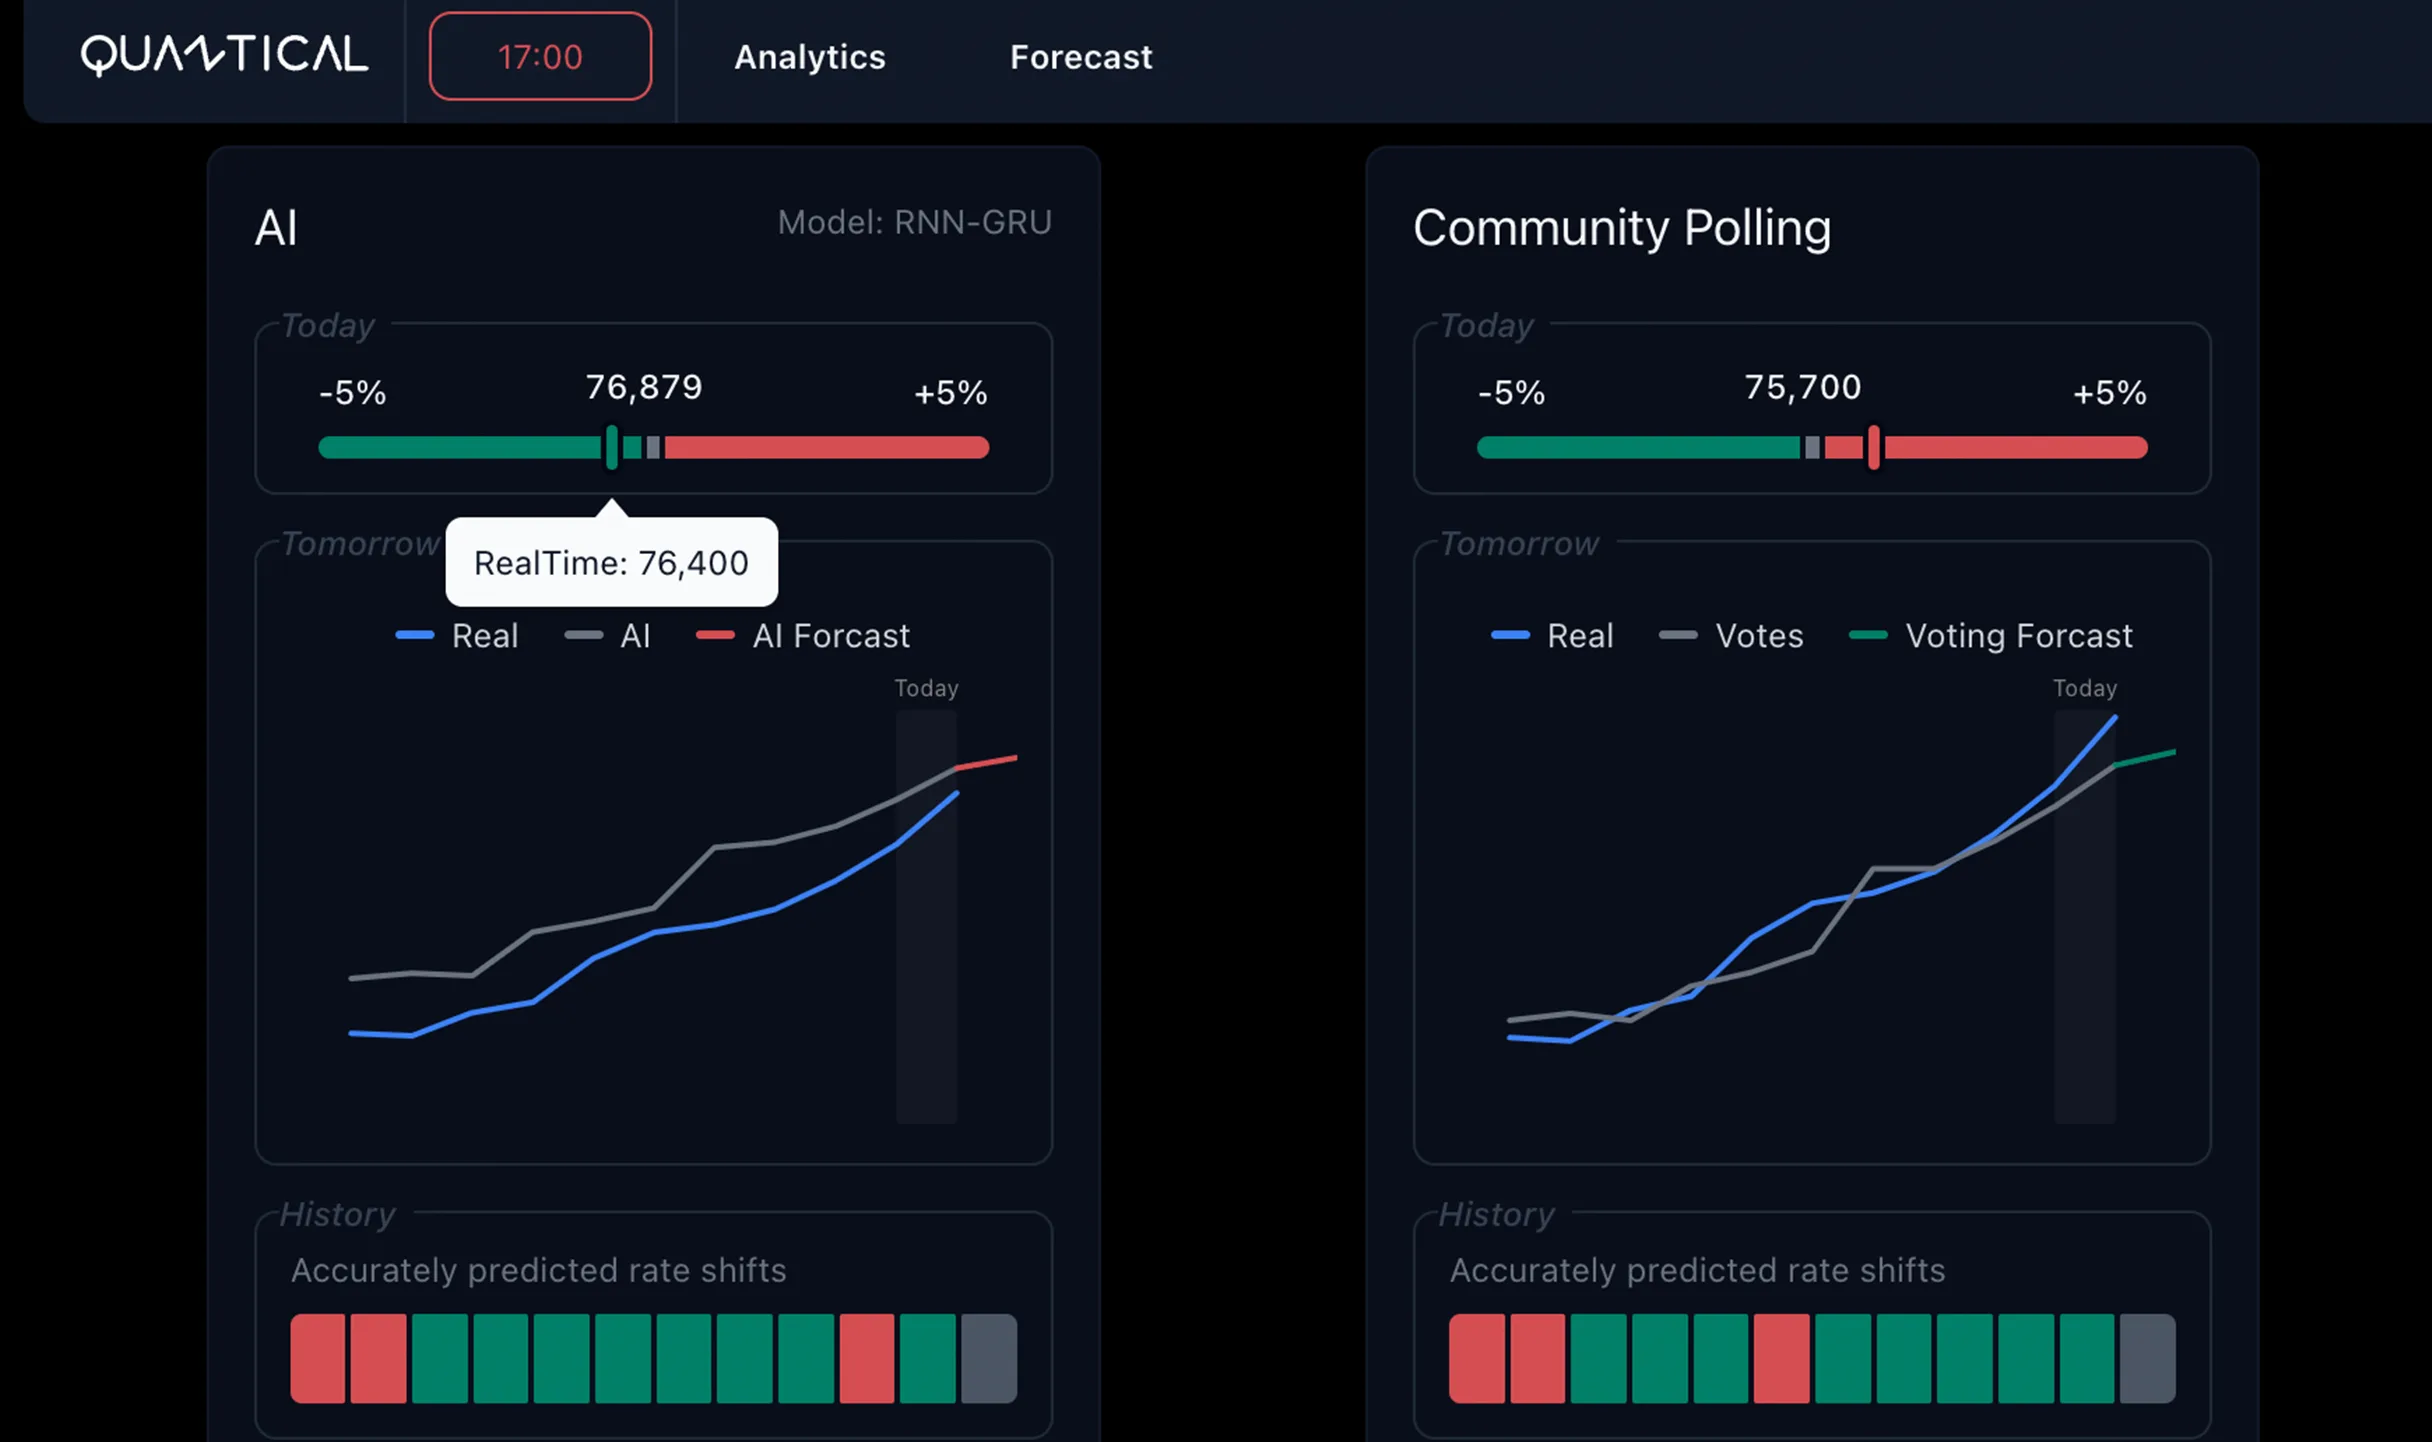 QUANTICAL
17:00
Analytics
Forecast
AI
Model: RNN-GRU
Today
-5%
76,879
+5%
RealTime: 76,400
Tomorrow
Real
AI
AI Forcast
Today
History
Accurately predicted rate shifts
Community Polling
Today
-5%
75,700
+5%
Tomorrow
Real
Votes
Voting Forcast
Today
History
Accurately predicted rate shifts